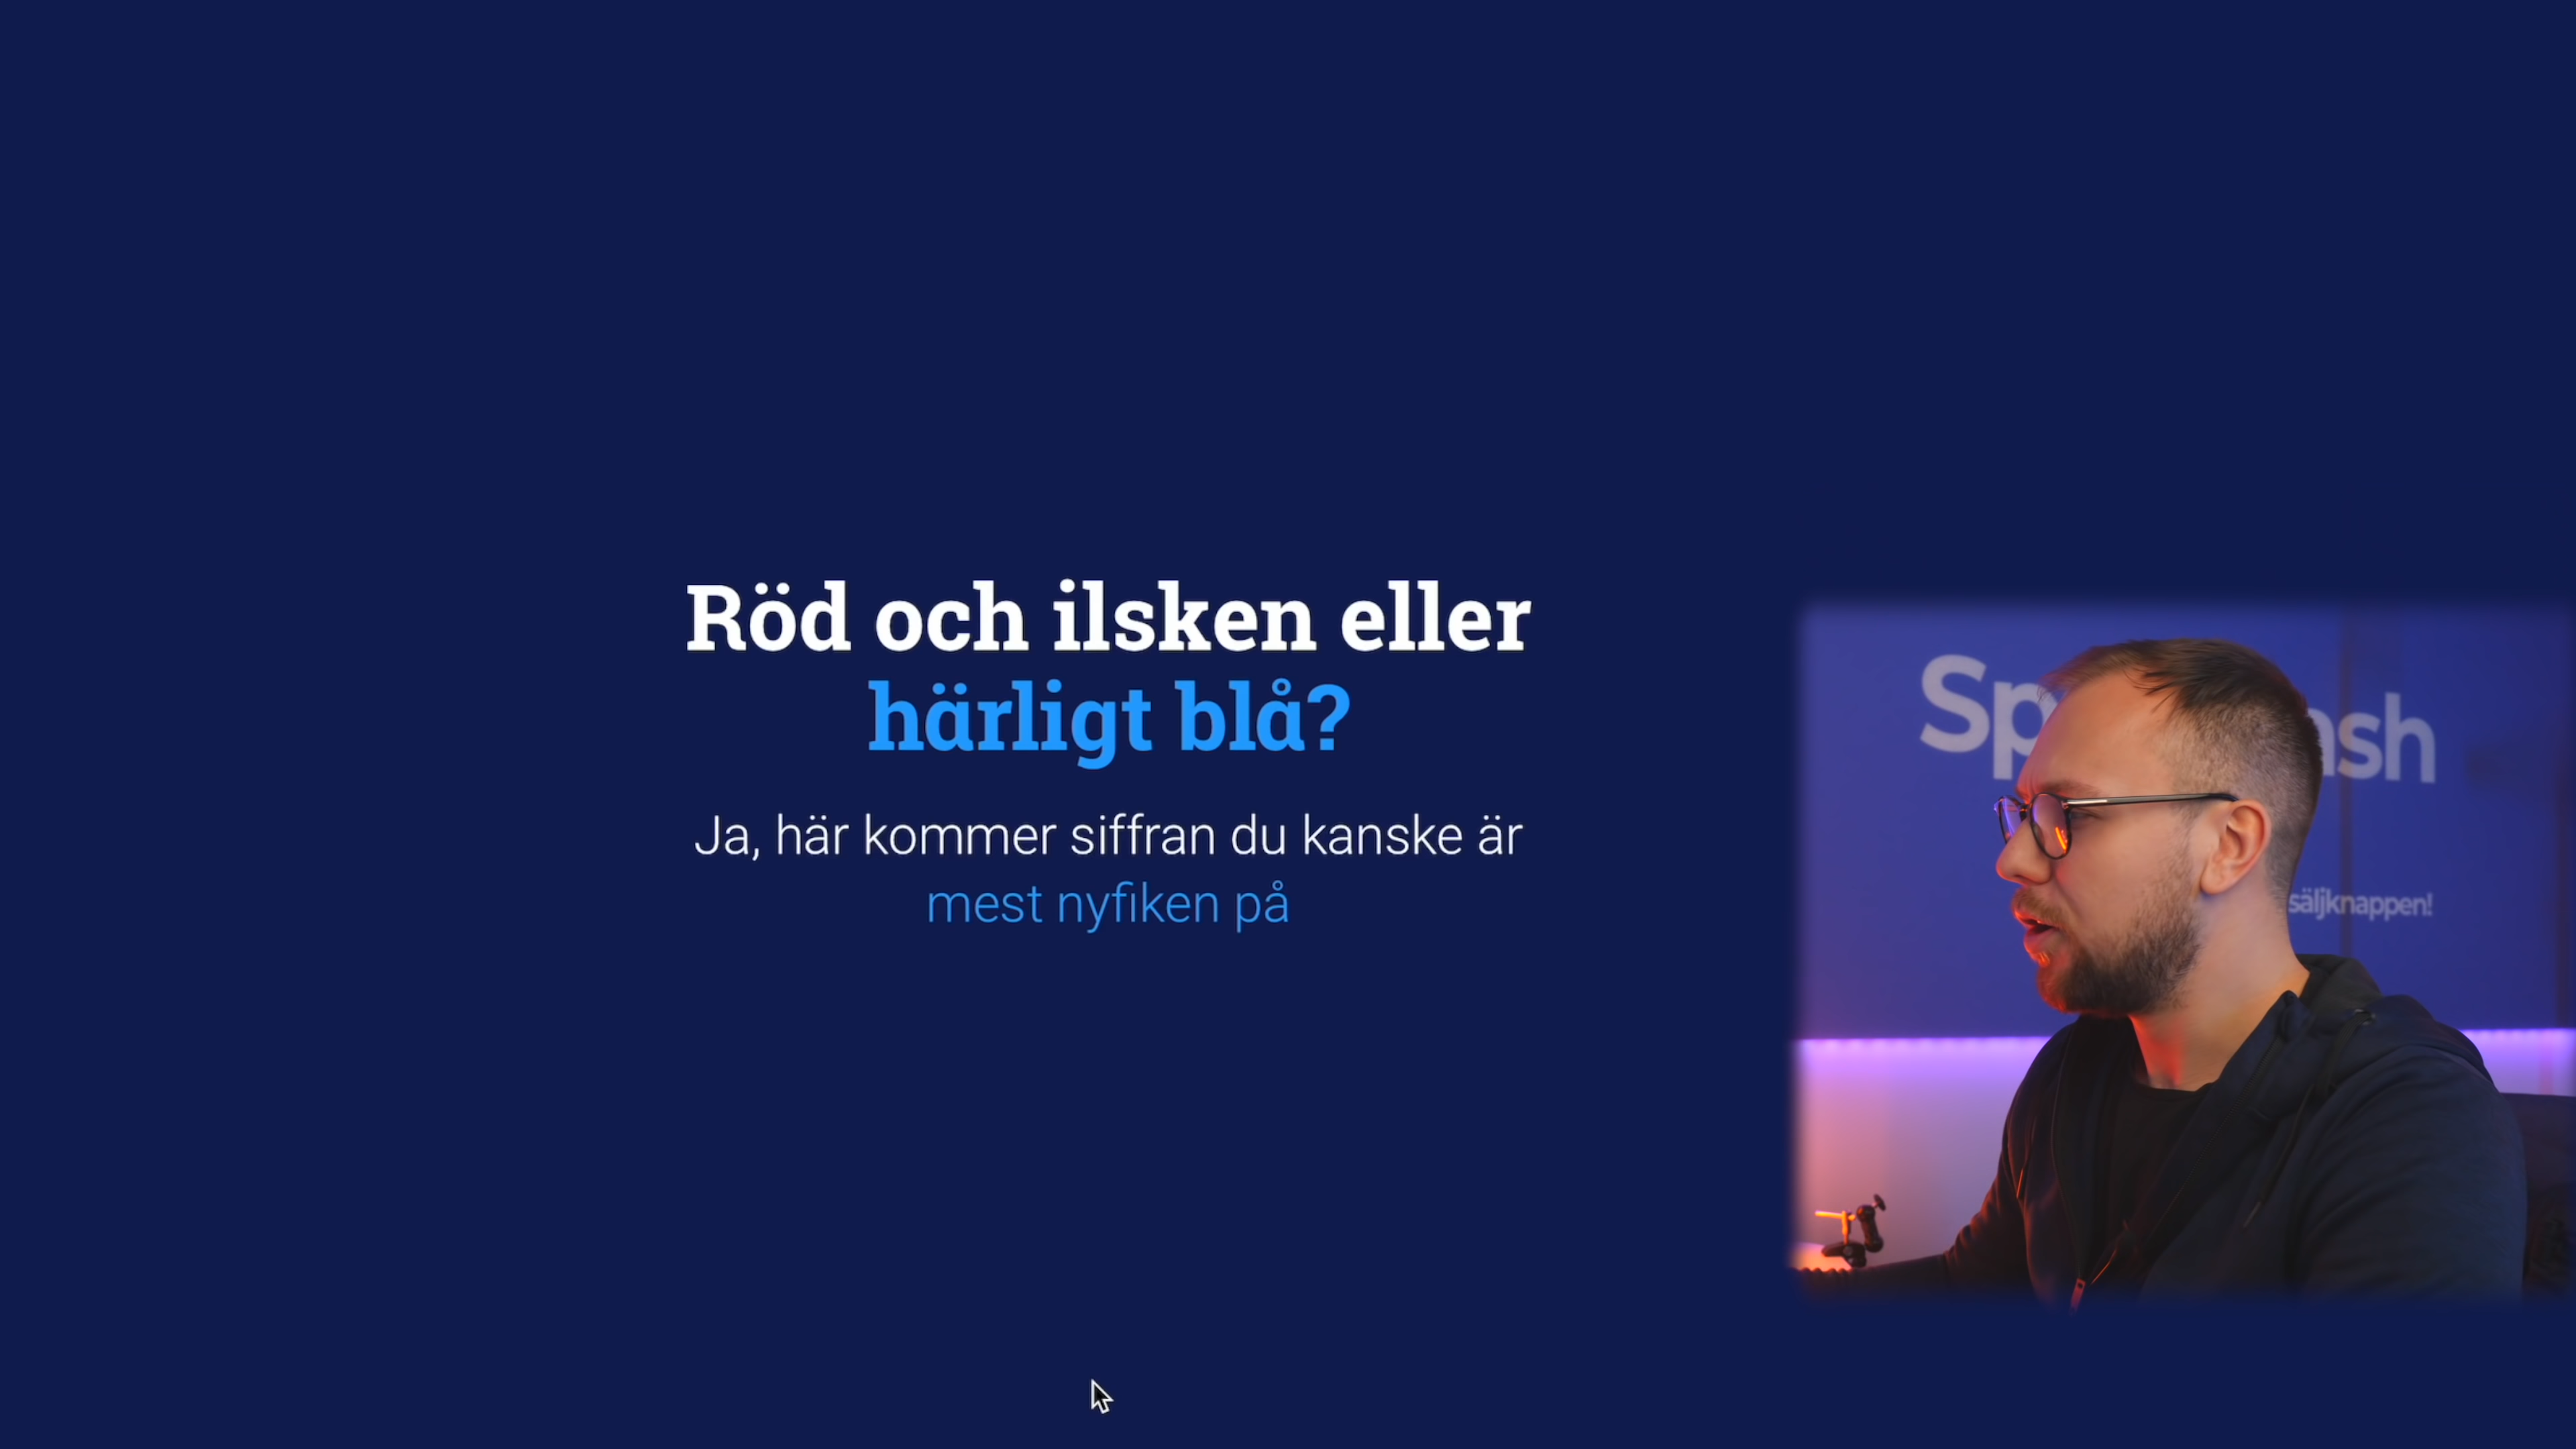 Röd och ilsken eller
härligt blå?
Ja, här kommer siffran du kanske är
mest nyfiken på
säljknappen!